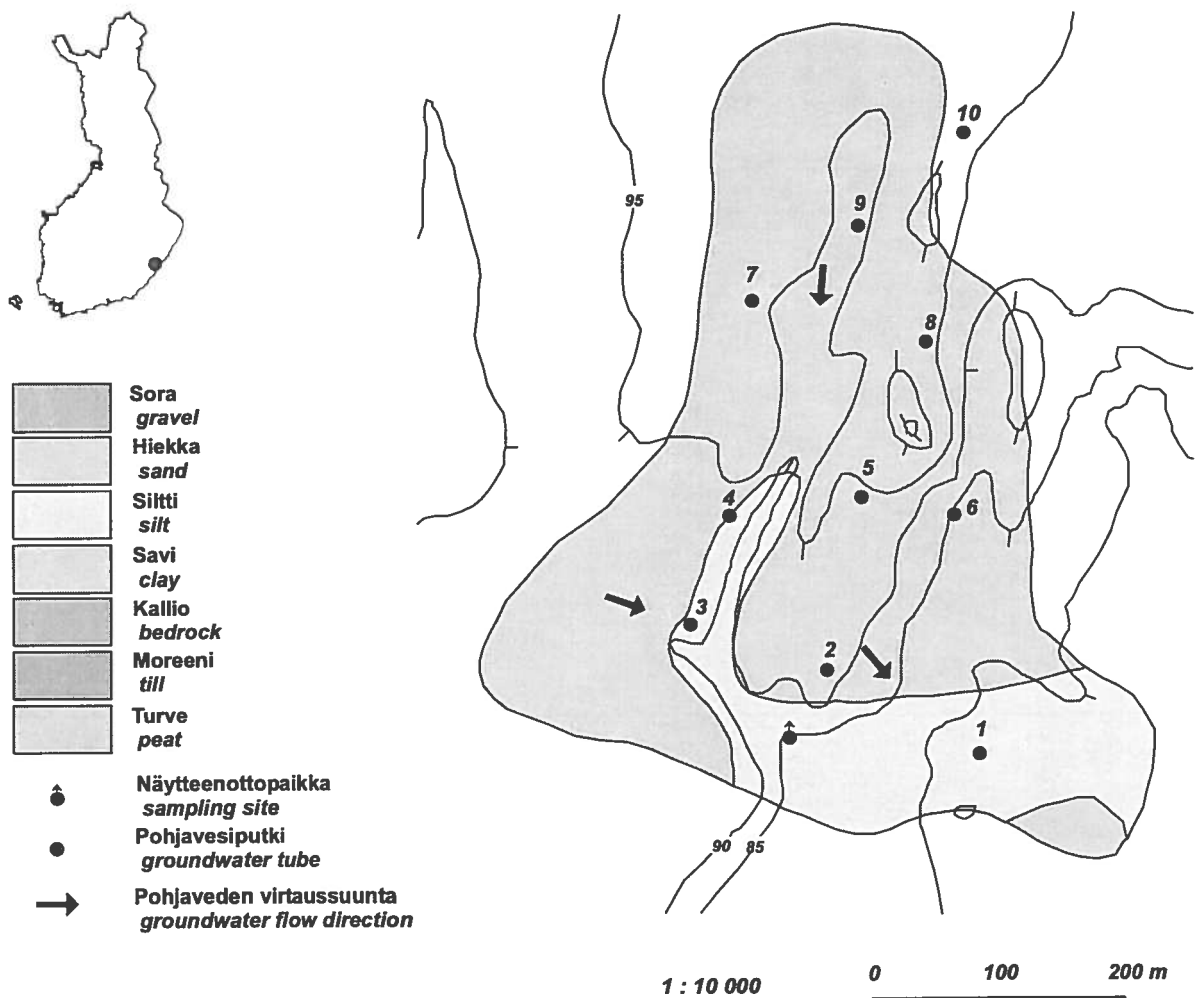 10
95
9
7
8
Sora
gravel
Hiekka
sand
Siltti
silt
Savi
clay
Kallio
bedrock
Moreeni
till
Turve
peat
Näytteenottopaikka
sampling site
Pohjavesiputki
groundwater tube
Pohjaveden virtaussuunta
groundwater flow direction
5
4
6
3
2
1
90 85
1 : 10 000
0 100 200 m